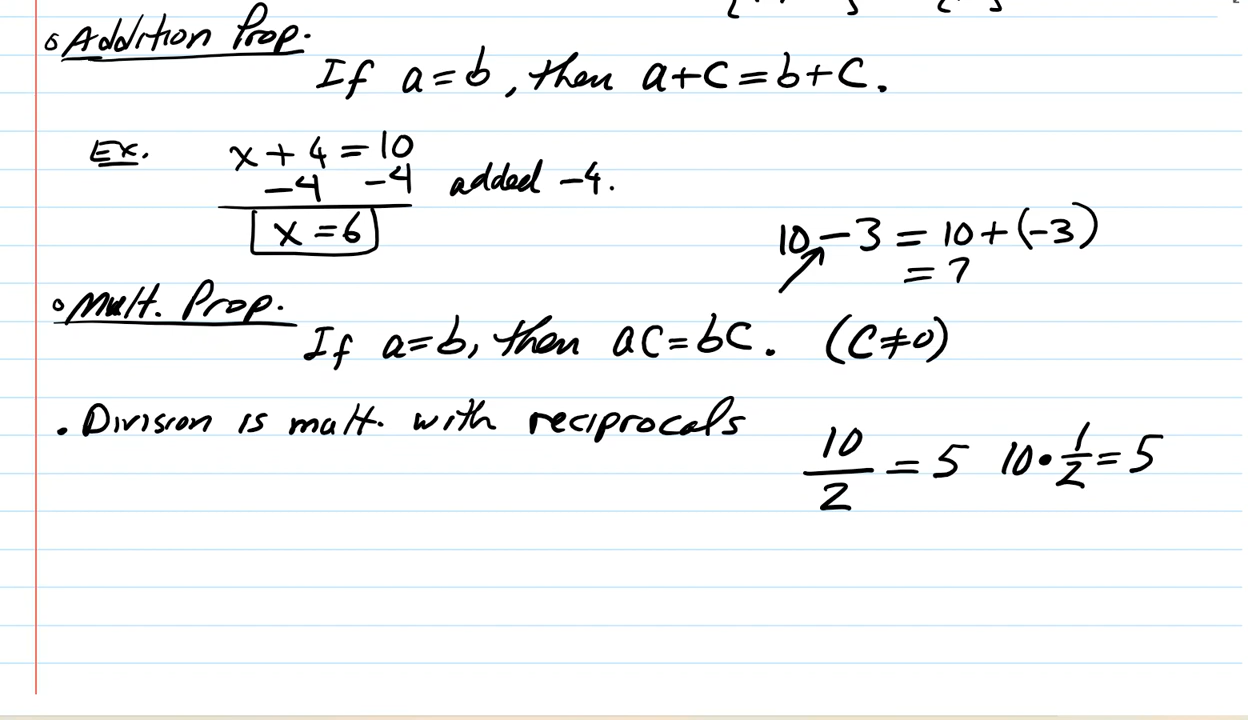 Addition Prop.
If a=b, then a+c=b+c.
Ex. x+4=10
-4 -4 added -4.
x=6
10-3=10+(-3)
=7
Mult. Prop.
If a=b, then ac=bc. (c≠0)
. Division is mult. with reciprocals
10/2 = 5 10•1/2=5